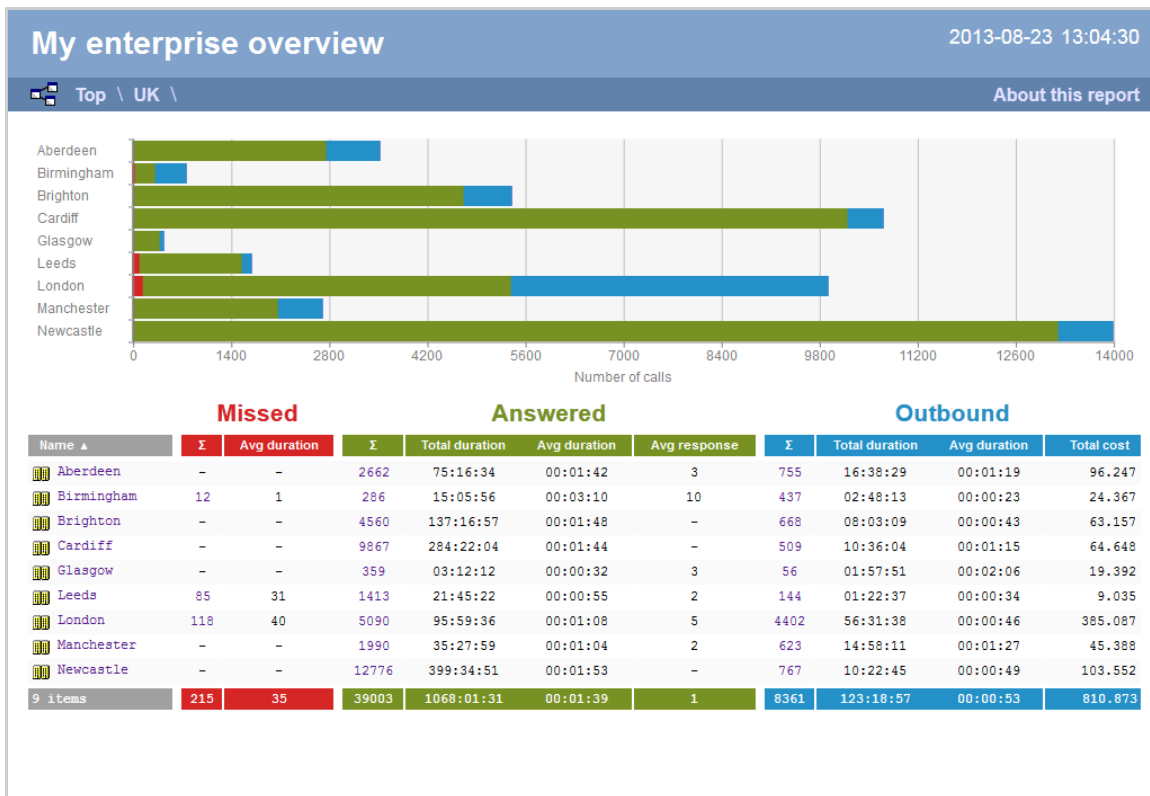 My enterprise overview 2013-08-23 13:04:30
Top \ UK \ About this report
Aberdeen
Birmingham
Brighton
Cardiff
Glasgow
Leeds
London
Manchester
Newcastle
0 1400 2800 4200 5600 7000 8400 9800 11200 12600 14000
Number of calls
Missed Answered Outbound
Name ▲ Σ Avg duration Σ Total duration Avg duration Avg response Σ Total duration Avg duration Total cost
Aberdeen – – 2662 75:16:34 00:01:42 3 755 16:38:29 00:01:19 96.247
Birmingham 12 1 286 15:05:56 00:03:10 10 437 02:48:13 00:00:23 24.367
Brighton – – 4560 137:16:57 00:01:48 – 668 08:03:09 00:00:43 63.157
Cardiff – – 9867 284:22:04 00:01:44 – 509 10:36:04 00:01:15 64.648
Glasgow – – 359 03:12:12 00:00:32 3 56 01:57:51 00:02:06 19.392
Leeds 85 31 1413 21:45:22 00:00:55 2 144 01:22:37 00:00:34 9.035
London 118 40 5090 95:59:36 00:01:08 5 4402 56:31:38 00:00:46 385.087
Manchester – – 1990 35:27:59 00:01:04 2 623 14:58:11 00:01:27 45.388
Newcastle – – 12776 399:34:51 00:01:53 – 767 10:22:45 00:00:49 103.552
9 items 215 35 39003 1068:01:31 00:01:39 1 8361 123:18:57 00:00:53 810.873